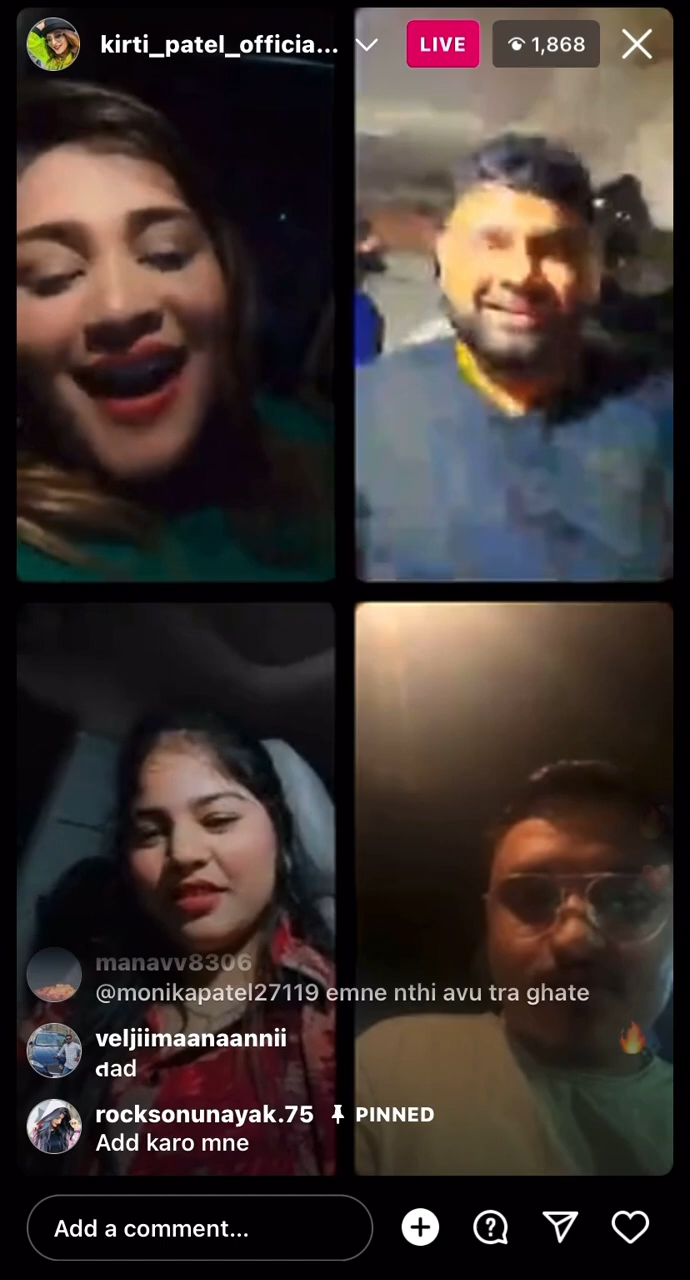 kirti_patel_officia...
LIVE
1,868
manavv8306
@monikapatel27119 emne nthi avu tra ghate
veljiimaanaannii
dad
rocksonunayak.75 PINNED
Add karo mne
Add a comment...